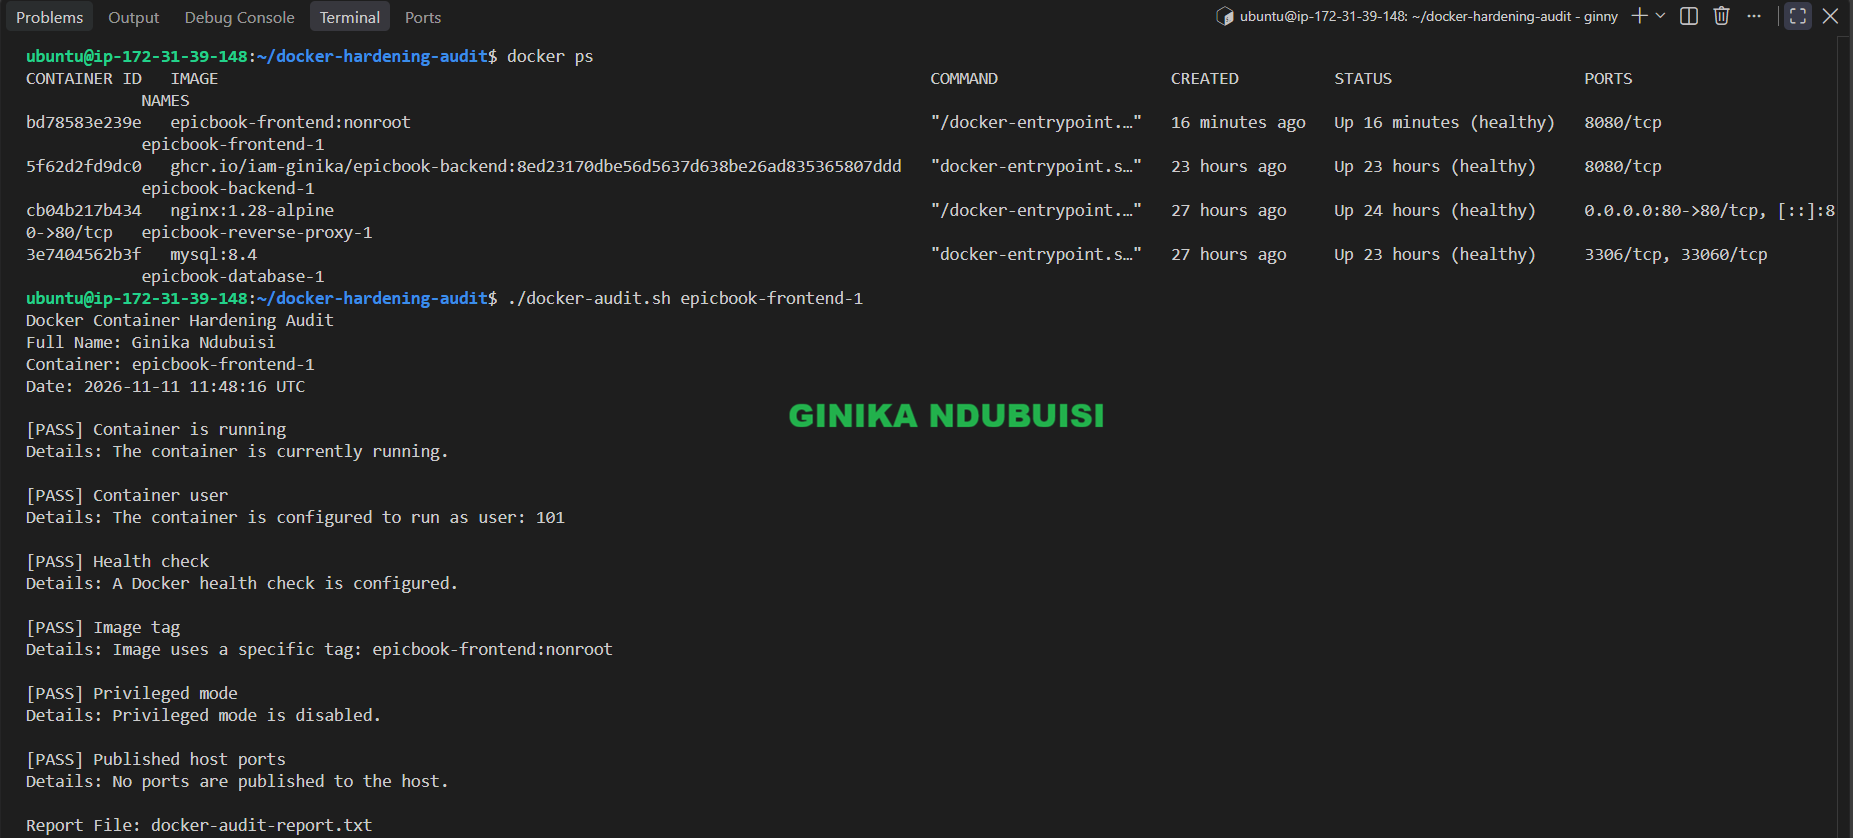 Problems Output Debug Console Terminal Ports ubuntu@ip-172-31-39-148: ~/docker-hardening-audit - ginny
ubuntu@ip-172-31-39-148:~/docker-hardening-audit$ docker ps
CONTAINER ID IMAGE COMMAND CREATED STATUS PORTS
NAMES
bd78583e239e epicbook-frontend:nonroot "/docker-entrypoint.…" 16 minutes ago Up 16 minutes (healthy) 8080/tcp
epicbook-frontend-1
5f62d2fd9dc0 ghcr.io/iam-ginika/epicbook-backend:8ed23170dbe56d5637d638be26ad835365807ddd "docker-entrypoint.s…" 23 hours ago Up 23 hours (healthy) 8080/tcp
epicbook-backend-1
cb04b217b434 nginx:1.28-alpine "/docker-entrypoint.…" 27 hours ago Up 24 hours (healthy) 0.0.0.0:80->80/tcp, [::]:8
0->80/tcp epicbook-reverse-proxy-1
3e7404562b3f mysql:8.4 "docker-entrypoint.s…" 27 hours ago Up 23 hours (healthy) 3306/tcp, 33060/tcp
epicbook-database-1
ubuntu@ip-172-31-39-148:~/docker-hardening-audit$ ./docker-audit.sh epicbook-frontend-1
Docker Container Hardening Audit
Full Name: Ginika Ndubuisi
Container: epicbook-frontend-1
Date: 2026-11-11 11:48:16 UTC
GINIKA NDUBUISI
[PASS] Container is running
Details: The container is currently running.
[PASS] Container user
Details: The container is configured to run as user: 101
[PASS] Health check
Details: A Docker health check is configured.
[PASS] Image tag
Details: Image uses a specific tag: epicbook-frontend:nonroot
[PASS] Privileged mode
Details: Privileged mode is disabled.
[PASS] Published host ports
Details: No ports are published to the host.
Report File: docker-audit-report.txt